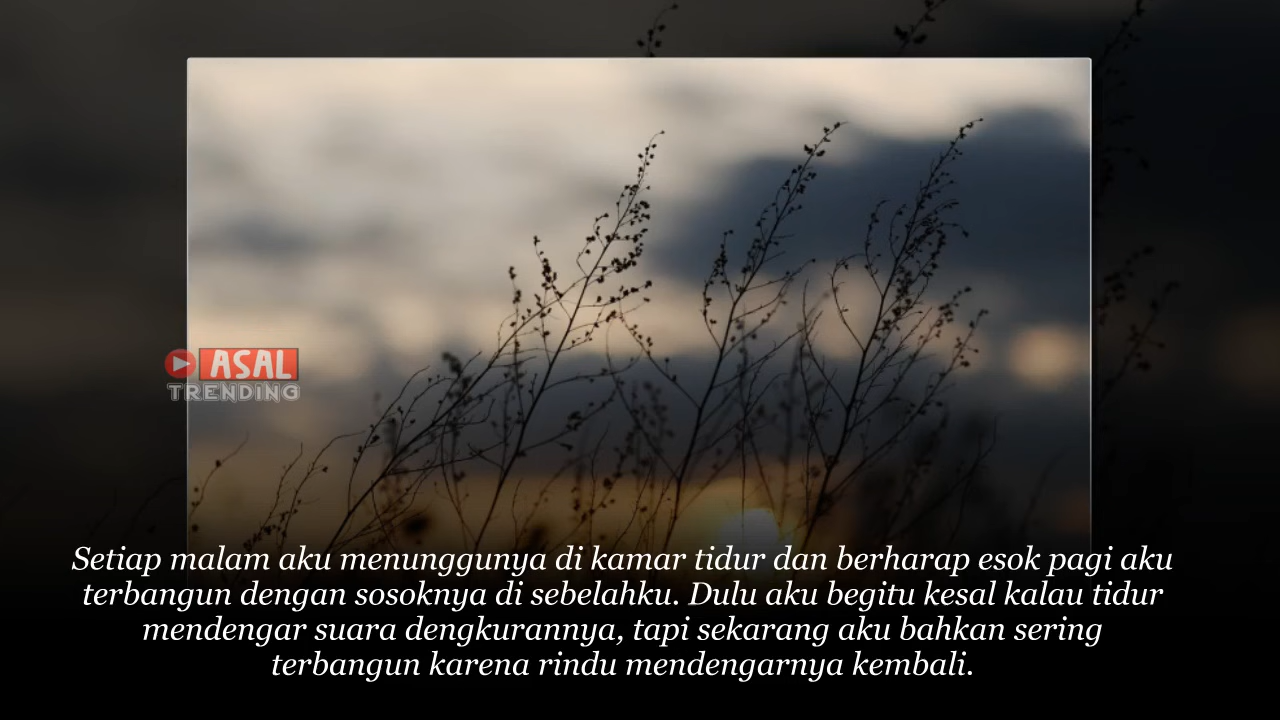 ASAL
TRENDING
Setiap malam aku menunggunya di kamar tidur dan berharap esok pagi aku
terbangun dengan sosoknya di sebelahku. Dulu aku begitu kesal kalau tidur
mendengar suara dengkurannya, tapi sekarang aku bahkan sering
terbangun karena rindu mendengarnya kembali.